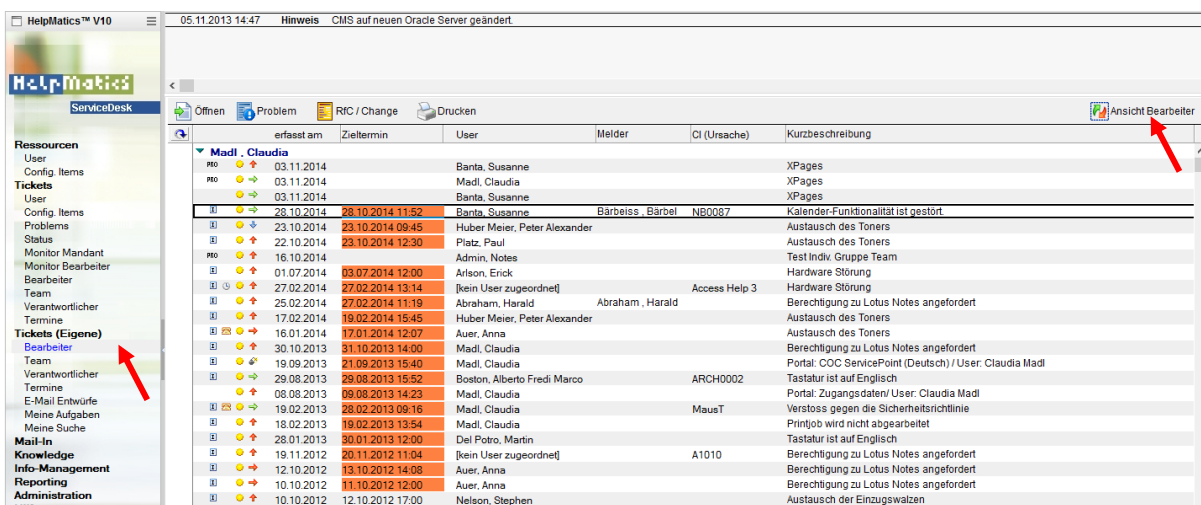 HelpMatics™ V10
05.11.2013 14:47 Hinweis CMS auf neuen Oracle Server geändert.
HelpMatics
ServiceDesk
Öffnen Problem RfC / Change Drucken Ansicht Bearbeiter
erfasst am Zieltermin User Melder CI (Ursache) Kurzbeschreibung
Ressourcen
User
Config. Items
Tickets
User
Config. Items
Problems
Status
Monitor Mandant
Monitor Bearbeiter
Bearbeiter
Team
Verantwortlicher
Termine
Tickets (Eigene)
Bearbeiter
Team
Verantwortlicher
Termine
E-Mail Entwürfe
Meine Aufgaben
Meine Suche
Mail-In
Knowledge
Info-Management
Reporting
Administration
Madl , Claudia
PRO 03.11.2014 Banta, Susanne XPages
PRO 03.11.2014 Madl, Claudia XPages
03.11.2014 Banta, Susanne XPages
I 28.10.2014 28.10.2014 11:52 Banta, Susanne Bärbeiss , Bärbel NB0087 Kalender-Funktionalität ist gestört.
I 23.10.2014 23.10.2014 09:45 Huber Meier, Peter Alexander Austausch des Toners
I 22.10.2014 23.10.2014 12:30 Platz, Paul Austausch des Toners
PRO 16.10.2014 Admin, Notes Test Indiv. Gruppe Team
I 01.07.2014 03.07.2014 12:00 Arlson, Erick Hardware Störung
I 27.02.2014 27.02.2014 13:14 [kein User zugeordnet] Access Help 3 Hardware Störung
I 25.02.2014 27.02.2014 11:19 Abraham, Harald Abraham , Harald Berechtigung zu Lotus Notes angefordert
I 17.02.2014 19.02.2014 15:45 Huber Meier, Peter Alexander Austausch des Toners
I 16.01.2014 17.01.2014 12:07 Auer, Anna Austausch des Toners
I 30.10.2013 31.10.2013 14:00 Madl, Claudia Berechtigung zu Lotus Notes angefordert
I 19.09.2013 21.09.2013 15:40 Madl, Claudia Portal: COC ServicePoint (Deutsch) / User: Claudia Madl
I 29.08.2013 29.08.2013 15:52 Boston, Alberto Fredi Marco ARCH0002 Tastatur ist auf Englisch
08.08.2013 09.08.2013 14:23 Madl, Claudia Portal: Zugangsdaten/ User: Claudia Madl
I 19.02.2013 28.02.2013 09:16 Madl, Claudia MausT Verstoss gegen die Sicherheitsrichtlinie
I 18.02.2013 19.02.2013 13:54 Madl, Claudia Printjob wird nicht abgearbeitet
I 28.01.2013 30.01.2013 12:00 Del Potro, Martin Tastatur ist auf Englisch
I 19.11.2012 20.11.2012 11:04 [kein User zugeordnet] A1010 Berechtigung zu Lotus Notes angefordert
I 12.10.2012 13.10.2012 14:08 Auer, Anna Berechtigung zu Lotus Notes angefordert
I 10.10.2012 11.10.2012 12:00 Auer, Anna Berechtigung zu Lotus Notes angefordert
I 10.10.2012 12.10.2012 17:00 Nelson, Stephen Austausch der Einzugswalzen